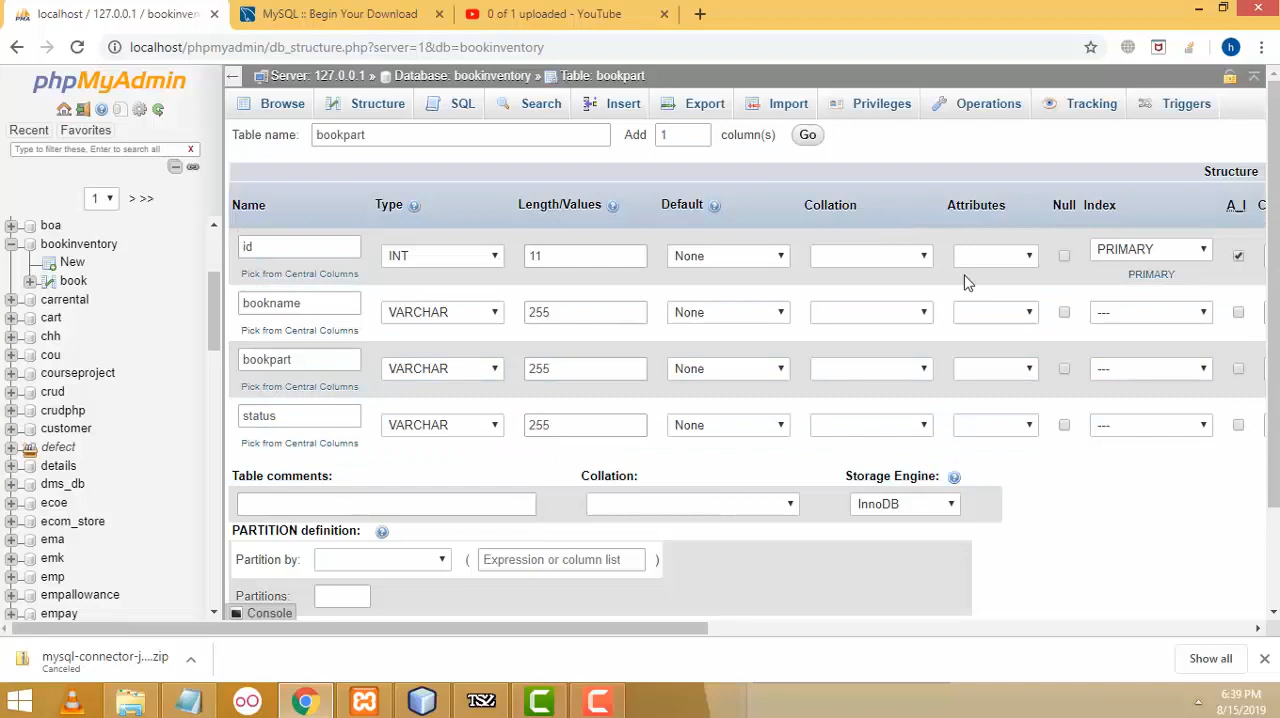 localhost / 127.0.0.1 / bookinven
MySQL :: Begin Your Download
0 of 1 uploaded - YouTube
localhost/phpmyadmin/db_structure.php?server=1&db=bookinventory
h
phpMyAdmin
Recent Favorites
Type to filter these, Enter to search all X
1 > >>
boa
bookinventory
New
book
carrental
cart
chh
cou
courseproject
crud
crudphp
customer
defect
details
dms_db
ecoe
ecom_store
ema
emk
emp
empallowance
empay
Server: 127.0.0.1 » Database: bookinventory » Table: bookpart
Browse Structure SQL Search Insert Export Import Privileges Operations Tracking Triggers
Table name: bookpart Add 1 column(s) Go
Structure
Name Type Length/Values Default Collation Attributes Null Index A_I C
id INT 11 None PRIMARY
Pick from Central Columns PRIMARY
bookname VARCHAR 255 None ---
Pick from Central Columns
bookpart VARCHAR 255 None ---
Pick from Central Columns
status VARCHAR 255 None ---
Pick from Central Columns
Table comments: Collation: Storage Engine:
InnoDB
PARTITION definition:
Partition by: ( Expression or column list )
Partitions:
Console
mysql-connector-j....zip
Canceled
Show all
TS2
6:39 PM
8/15/2019